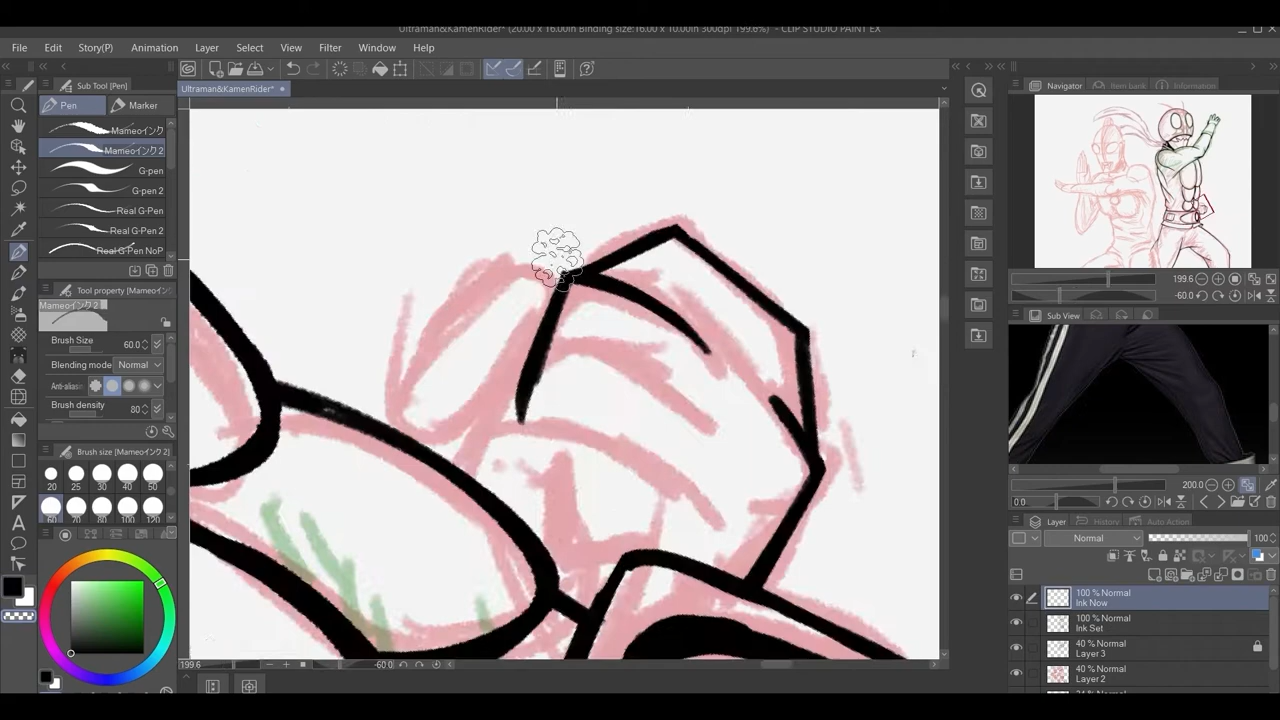 Ultraman&KamenRider* (20.00 x 16.00in Binding size:16.00 x 10.00in 300dpi 199.6%) - CLIP STUDIO PAINT EX
File Edit Story(P) Animation Layer Select View Filter Window Help
Sub Tool [Pen]
Ultraman&KamenRider*
Navigator Item bank Information
Pen Marker
Mameoインク
Mameoインク2
G-pen
G-pen 2
Real G-Pen
Real G-Pen 2
Real G-Pen NoP
Tool property [Mameoイン
Mameoインク 2
Brush Size 60.0
Blending mode Normal
Anti-aliasin
Brush density 80
Brush size [Mameoインク 2]
20 25 30 40 50
60 70 80 100 120
199.6
-60.0
Sub View
200.0
0.0
Layer History Auto Action
Normal 100
100 % Normal
Ink Now
100 % Normal
Ink Set
40 % Normal
Layer 3
40 % Normal
Layer 2
199.6 -60.0